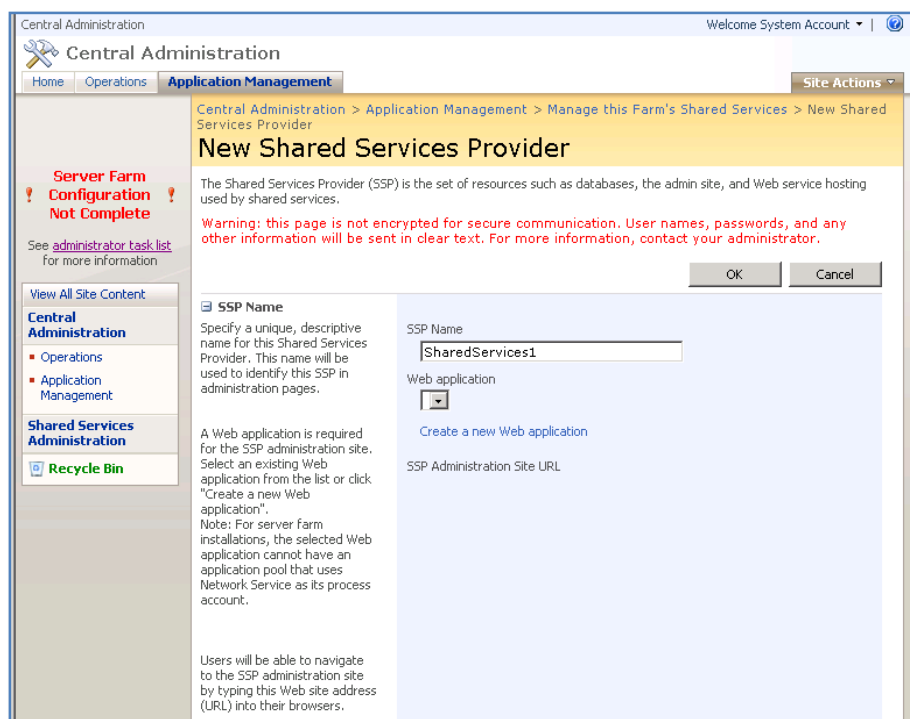 Central Administration
Welcome System Account
Central Administration
Home Operations Application Management
Site Actions
Central Administration > Application Management > Manage this Farm's Shared Services > New Shared
Services Provider
New Shared Services Provider
Server Farm
! Configuration !
Not Complete
See administrator task list
for more information
View All Site Content
Central
Administration
Operations
Application
Management
Shared Services
Administration
Recycle Bin
The Shared Services Provider (SSP) is the set of resources such as databases, the admin site, and Web service hosting
used by shared services.
Warning: this page is not encrypted for secure communication. User names, passwords, and any
other information will be sent in clear text. For more information, contact your administrator.
OK Cancel
SSP Name
Specify a unique, descriptive
name for this Shared Services
Provider. This name will be
used to identify this SSP in
administration pages.
A Web application is required
for the SSP administration site.
Select an existing Web
application from the list or click
"Create a new Web
application".
Note: For server farm
installations, the selected Web
application cannot have an
application pool that uses
Network Service as its process
account.
Users will be able to navigate
to the SSP administration site
by typing this Web site address
(URL) into their browsers.
SSP Name
SharedServices1
Web application
Create a new Web application
SSP Administration Site URL